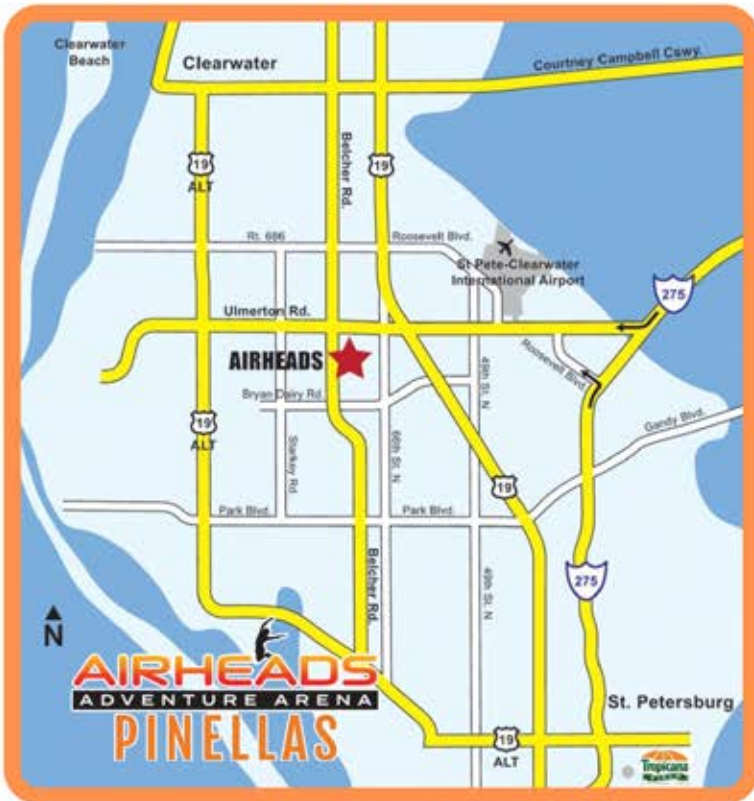 Clearwater
Beach
Clearwater
Courtney Campbell Cswy.
19
ALT
Belcher Rd.
19
Rt. 686
Roosevelt Blvd.
St Pete-Clearwater
International Airport
275
Ulmerton Rd.
AIRHEADS
Roosevelt Blvd.
49th St. N
Bryan Dairy Rd.
19
ALT
Starkey Rd
66th St. N
Gandy Blvd.
19
Park Blvd.
Park Blvd.
275
Belcher Rd.
49th St. N
N
AIRHEADS
ADVENTURE ARENA
PINELLAS
St. Petersburg
19
ALT
Tropicana